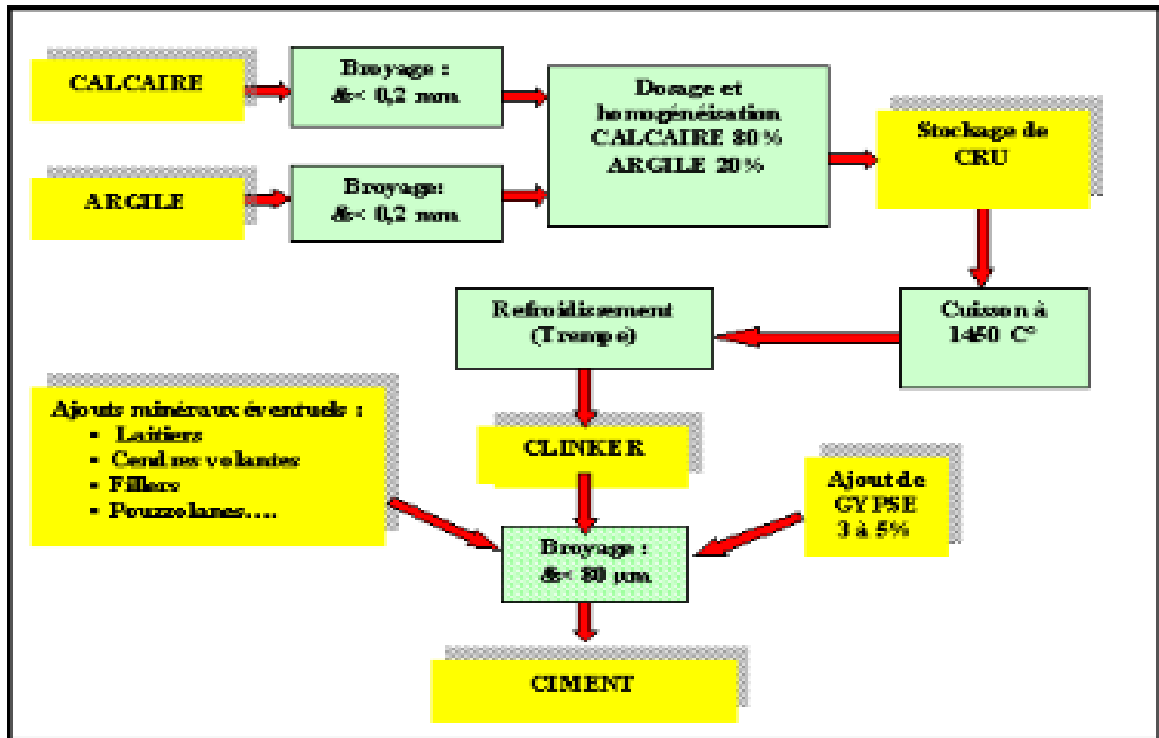 CALCAIRE
Broyage :
&< 0,2 mm
Dosage et
homogénéisation
CALCAIRE 80%
ARGILE 20%
Stockage de
CRU
ARGILE
Broyage:
&< 0,2 mm
Refroidissement
(Trempe)
Cuisson à
1450 C°
Ajouts minéraux éventuels :
▪ Laitiers
▪ Cendres volantes
▪ Fillers
▪ Pouzzolanes....
CLINKER
Ajout de
GYPSE
3 à 5%
Broyage :
&< 80 µm
CIMENT